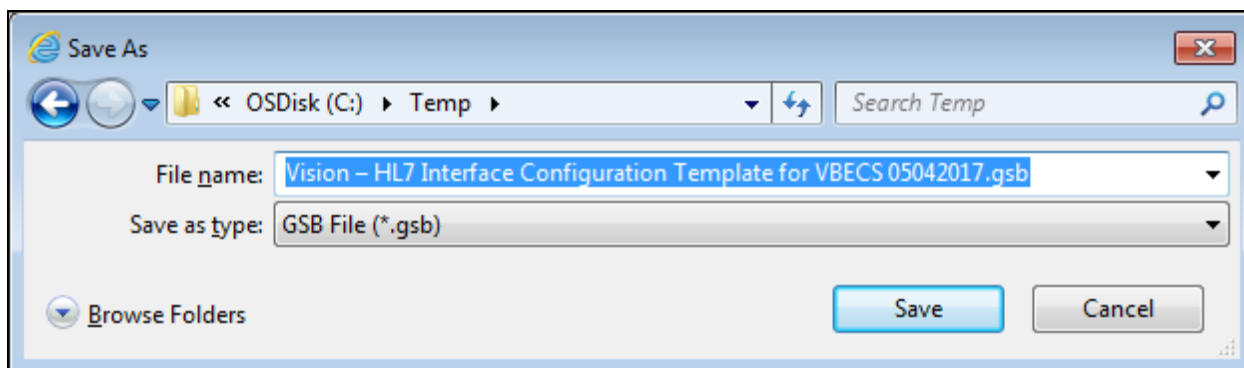 Save As
« OSDisk (C:) ▸ Temp ▸ Search Temp
File name: Vision – HL7 Interface Configuration Template for VBECS 05042017.gsb
Save as type: GSB File (*.gsb)
Browse Folders Save Cancel